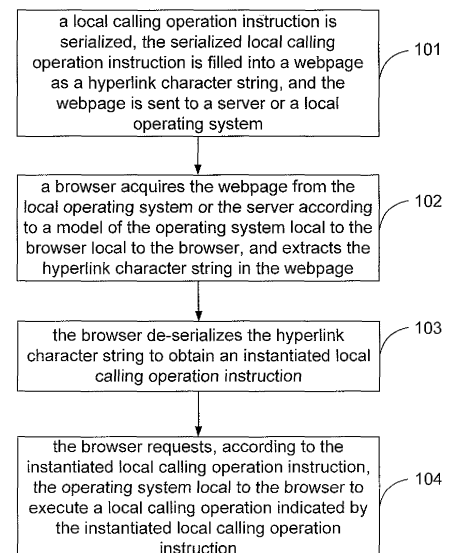 a local calling operation instruction is
serialized, the serialized local calling
operation instruction is filled into a webpage
as a hyperlink character string, and the
webpage is sent to a server or a local
operating system
101
a browser acquires the webpage from the
local operating system or the server according
to a model of the operating system local to the
browser local to the browser, and extracts the
hyperlink character string in the webpage
102
the browser de-serializes the hyperlink
character string to obtain an instantiated local
calling operation instruction
103
the browser requests, according to the
instantiated local calling operation instruction,
the operating system local to the browser to
execute a local calling operation indicated by
the instantiated local calling operation
instruction
104